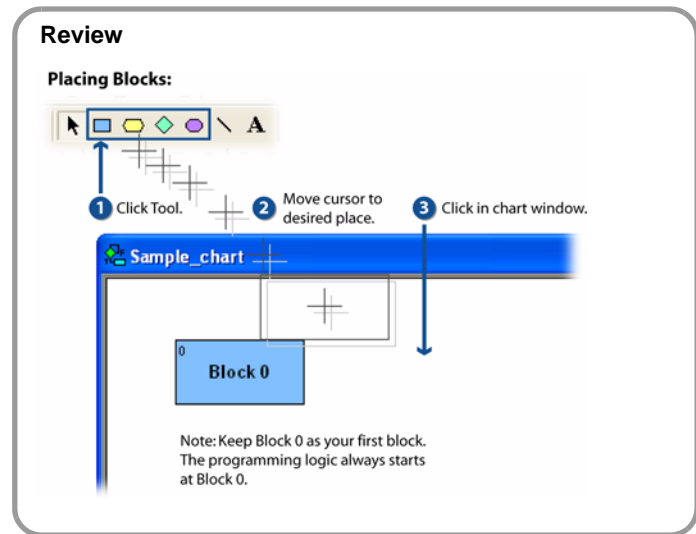 Review
Placing Blocks:
A
1 Click Tool.
2 Move cursor to
desired place.
3 Click in chart window.
Sample_chart
0
Block 0
Note: Keep Block 0 as your first block.
The programming logic always starts
at Block 0.